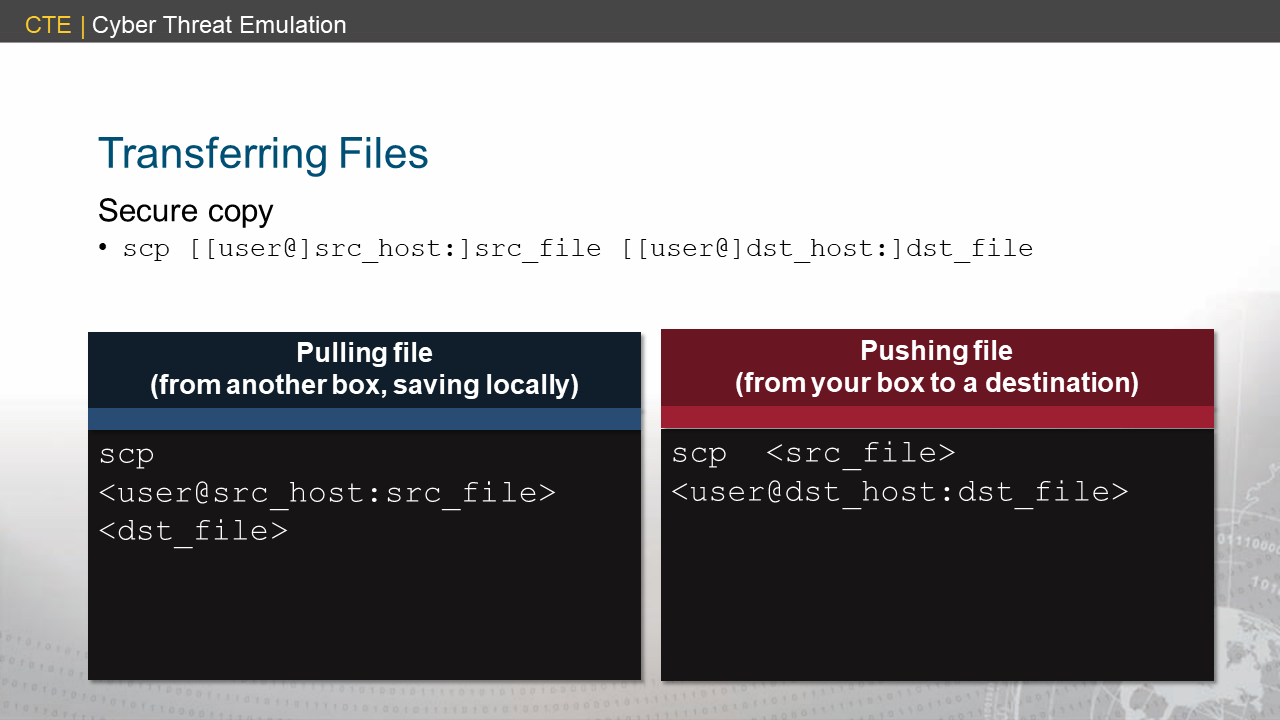 CTE | Cyber Threat Emulation
Transferring Files
Secure copy
• scp [[user@]src_host:]src_file [[user@]dst_host:]dst_file
Pulling file
(from another box, saving locally)
scp
<user@src_host:src_file>
<dst_file>
Pushing file
(from your box to a destination)
scp  <src_file>
<user@dst_host:dst_file>